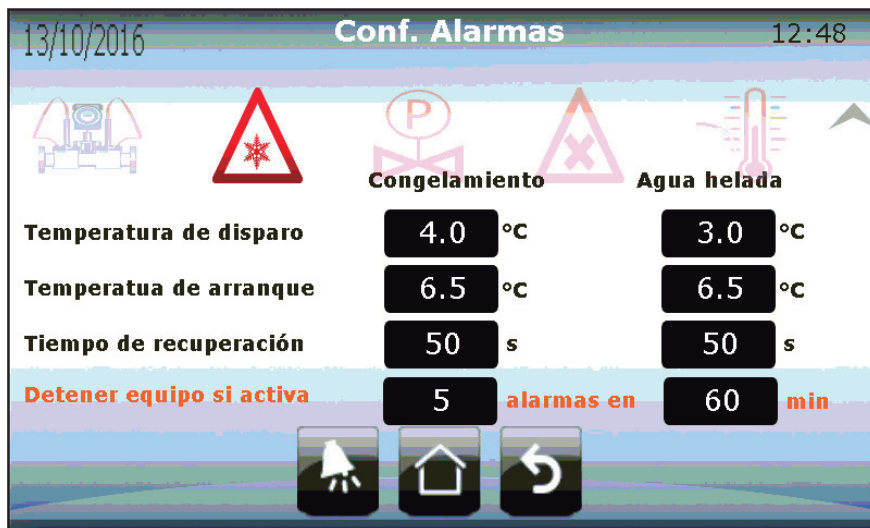 13/10/2016 Conf. Alarmas 12:48
P
Congelamiento Agua helada
Temperatura de disparo 4.0 °C 3.0 °C
Temperatua de arranque 6.5 °C 6.5 °C
Tiempo de recuperación 50 s 50 s
Detener equipo si activa 5 alarmas en 60 min